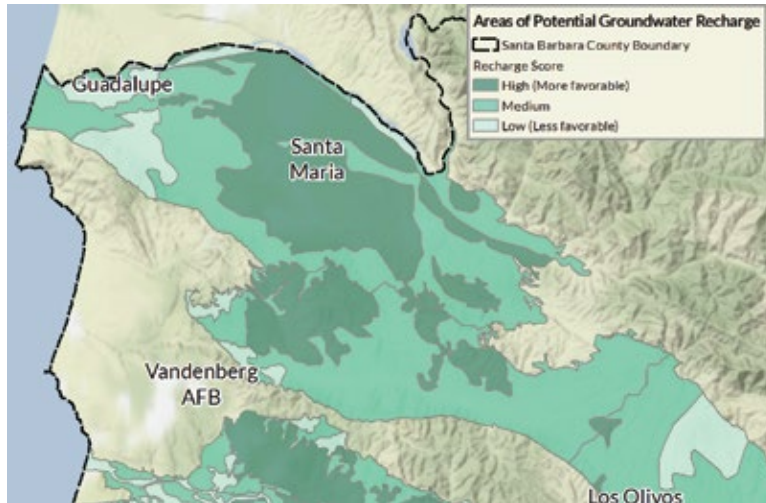 Areas of Potential Groundwater Recharge
Santa Barbara County Boundary
Recharge Score
High (More favorable)
Medium
Low (Less favorable)
Guadalupe
Santa
Maria
Vandenberg
AFB
Los Olivos